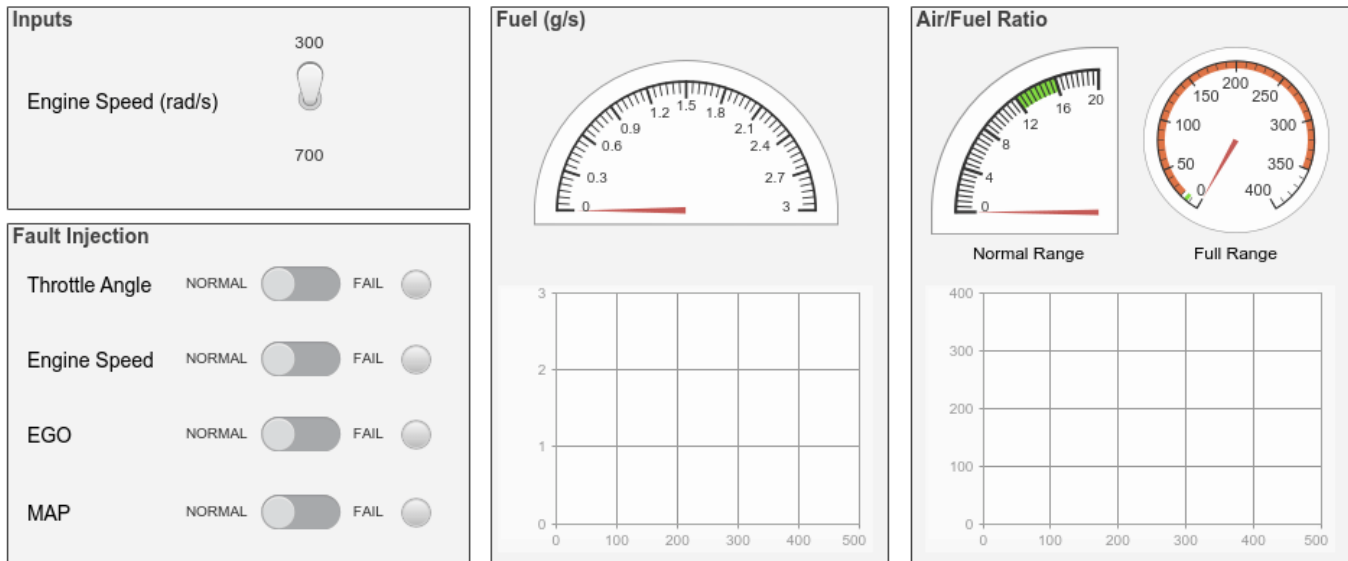 Inputs
300
Engine Speed (rad/s)
700
Fault Injection
Throttle Angle NORMAL FAIL
Engine Speed NORMAL FAIL
EGO NORMAL FAIL
MAP NORMAL FAIL
Fuel (g/s)
0 0.3 0.6 0.9 1.2 1.5 1.8 2.1 2.4 2.7 3
3
2
1
0
0 100 200 300 400 500
Air/Fuel Ratio
0 4 8 12 16 20
Normal Range
0 50 100 150 200 250 300 350 400
Full Range
400
300
200
100
0
0 100 200 300 400 500